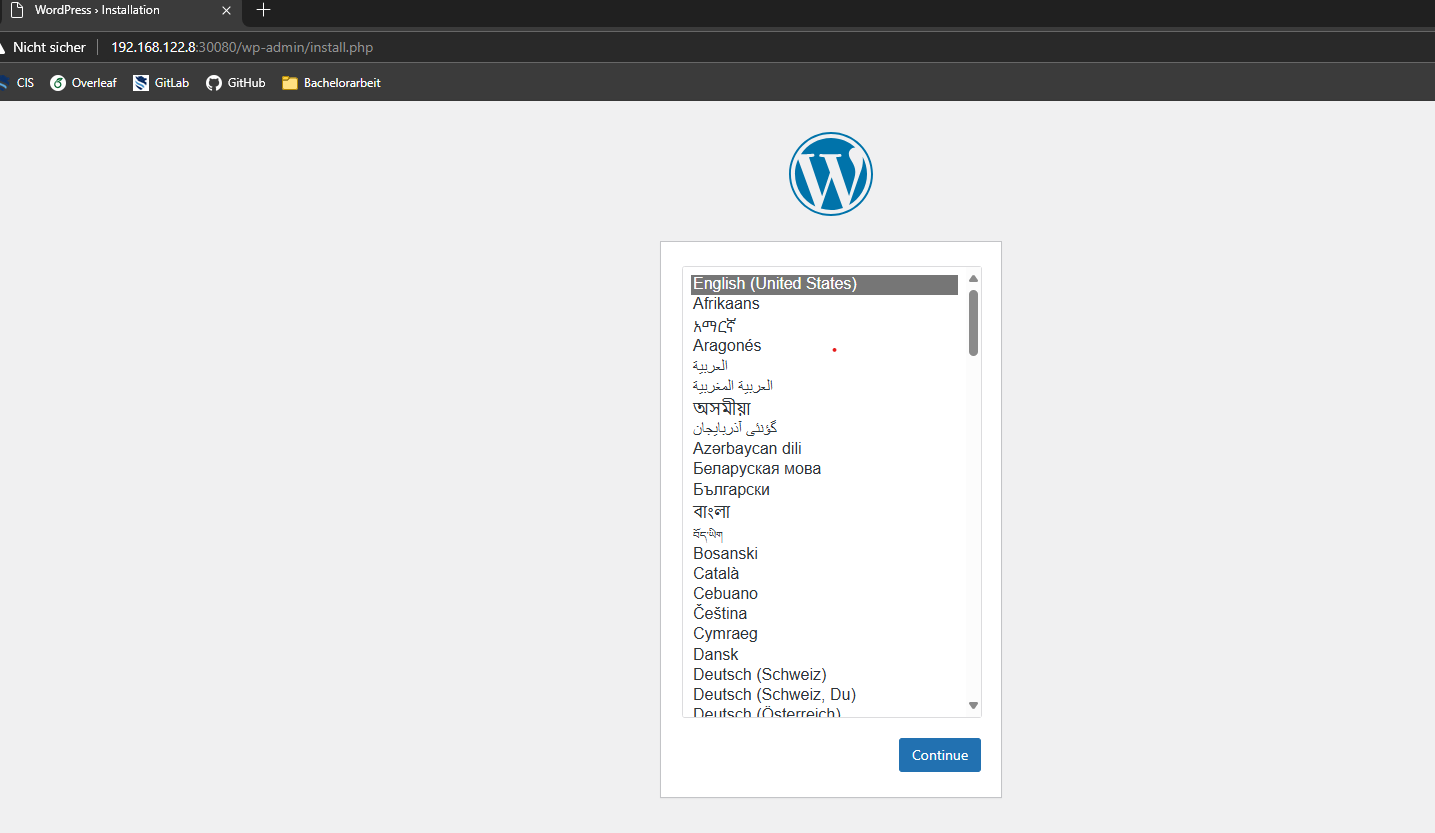 WordPress › Installation
Nicht sicher 192.168.122.8:30080/wp-admin/install.php
CIS Overleaf GitLab GitHub Bachelorarbeit
English (United States)
Afrikaans
አማርኛ
Aragonés
العربية
العربية المغربية
অসমীয়া
گؤنئی آذربایجان
Azərbaycan dili
Беларуская мова
Български
বাংলা
བོད་ཡིག
Bosanski
Català
Cebuano
Čeština
Cymraeg
Dansk
Deutsch (Schweiz)
Deutsch (Schweiz, Du)
Deutsch (Österreich)
Continue